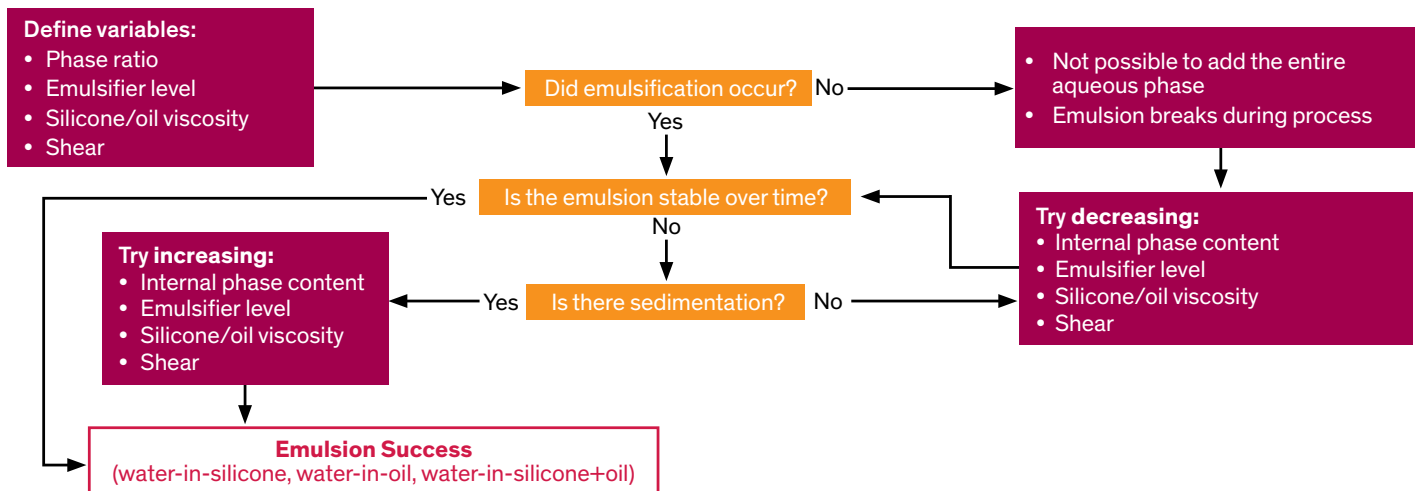 Define variables:
• Phase ratio
• Emulsifier level
• Silicone/oil viscosity
• Shear
Did emulsification occur?
No
• Not possible to add the entire
aqueous phase
• Emulsion breaks during process
Yes
Yes
Is the emulsion stable over time?
No
Try decreasing:
• Internal phase content
• Emulsifier level
• Silicone/oil viscosity
• Shear
Try increasing:
• Internal phase content
• Emulsifier level
• Silicone/oil viscosity
• Shear
Yes
Is there sedimentation?
No
Emulsion Success
(water-in-silicone, water-in-oil, water-in-silicone+oil)